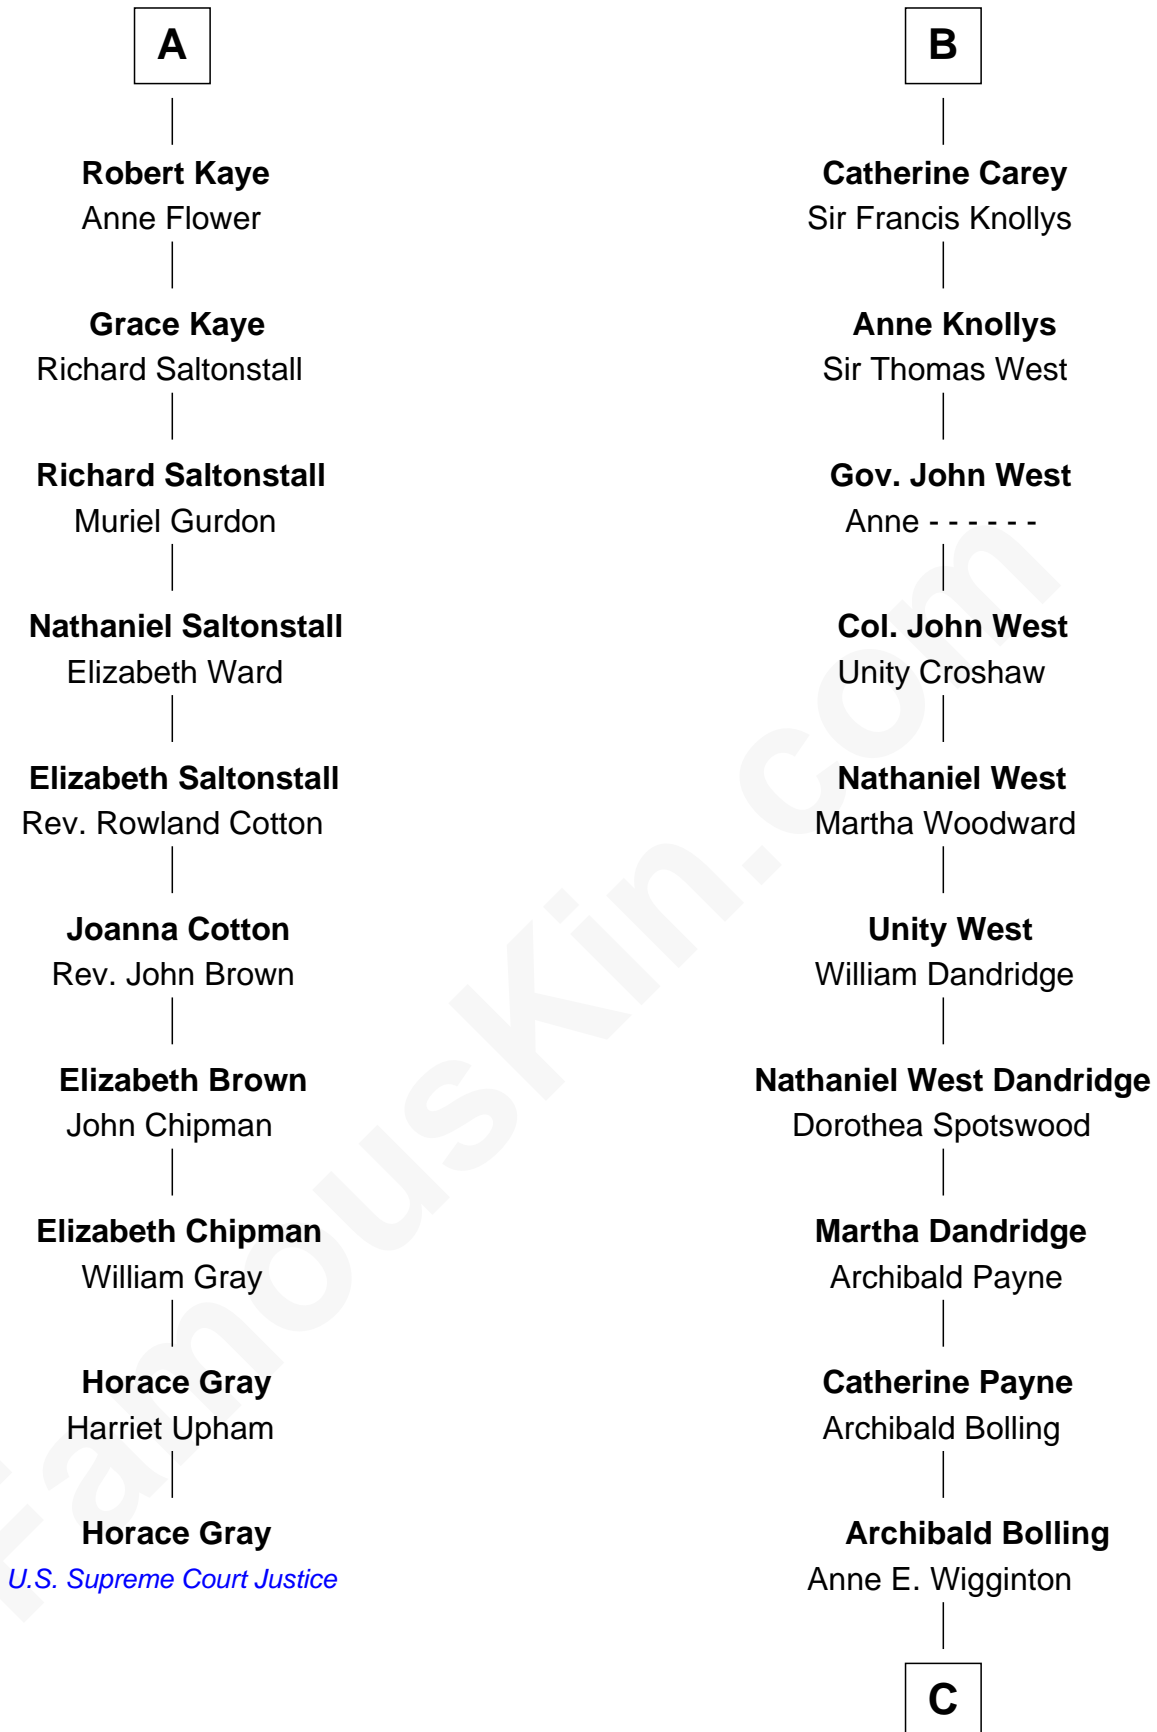 A
Robert Kaye
Anne Flower
Grace Kaye
Richard Saltonstall
Richard Saltonstall
Muriel Gurdon
Nathaniel Saltonstall
Elizabeth Ward
Elizabeth Saltonstall
Rev. Rowland Cotton
Joanna Cotton
Rev. John Brown
Elizabeth Brown
John Chipman
Elizabeth Chipman
William Gray
Horace Gray
Harriet Upham
Horace Gray
U.S. Supreme Court Justice
B
Catherine Carey
Sir Francis Knollys
Anne Knollys
Sir Thomas West
Gov. John West
Anne - - - - - -
Col. John West
Unity Croshaw
Nathaniel West
Martha Woodward
Unity West
William Dandridge
Nathaniel West Dandridge
Dorothea Spotswood
Martha Dandridge
Archibald Payne
Catherine Payne
Archibald Bolling
Archibald Bolling
Anne E. Wigginton
C
FamousKin.com